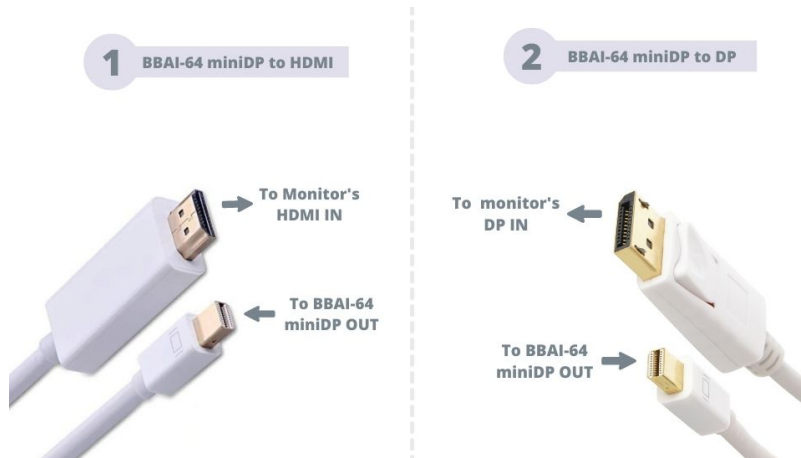 1 BBAI-64 miniDP to HDMI
To Monitor's
HDMI IN
To BBAI-64
miniDP OUT
2 BBAI-64 miniDP to DP
To monitor's
DP IN
To BBAI-64
miniDP OUT